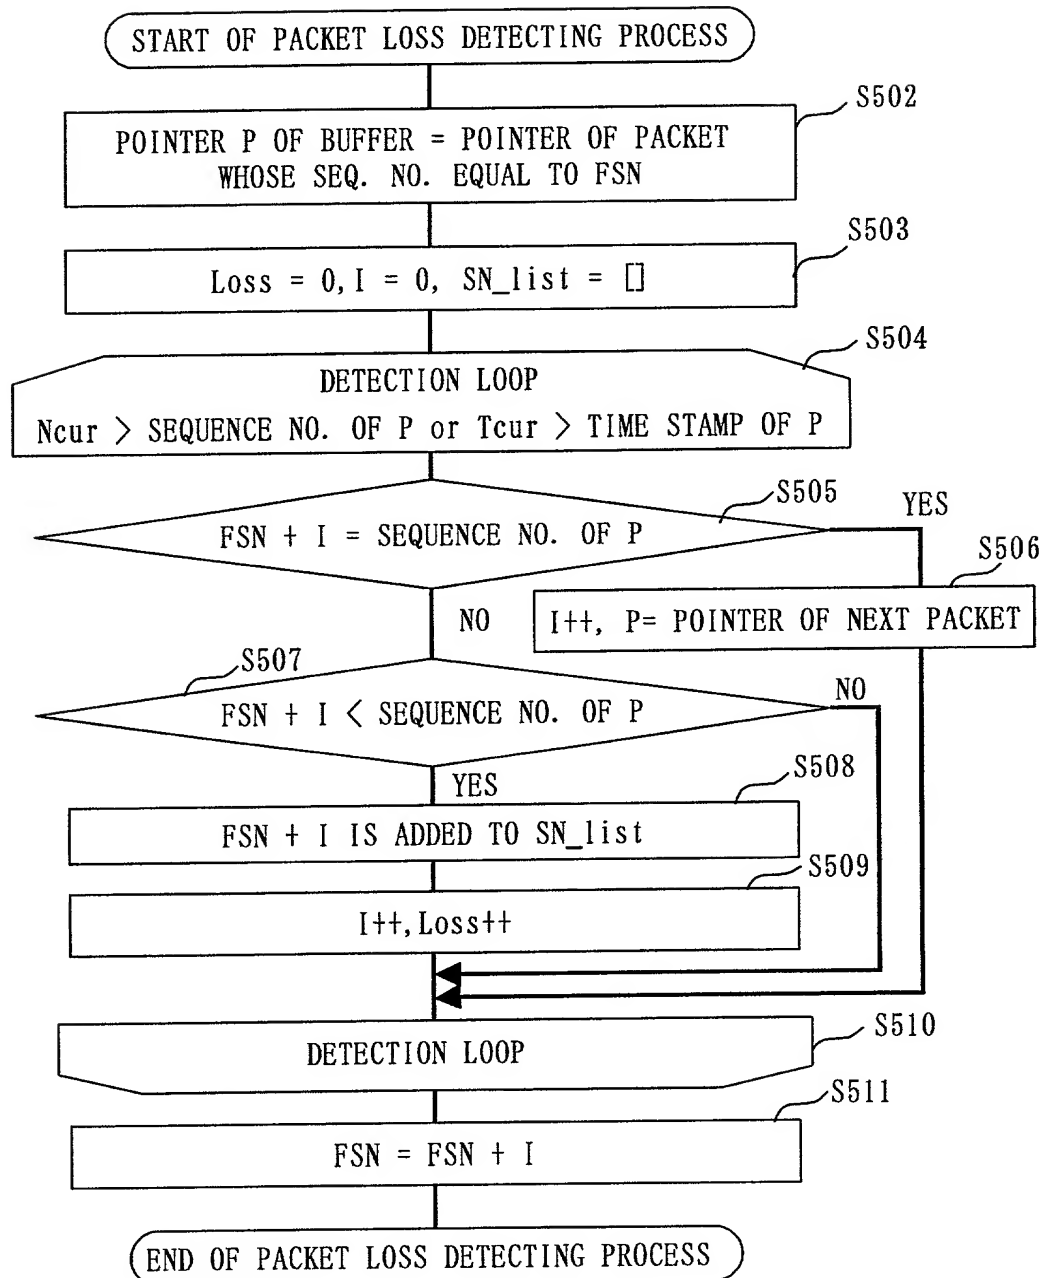 START OF PACKET LOSS DETECTING PROCESS
S502
POINTER P OF BUFFER = POINTER OF PACKET
WHOSE SEQ. NO. EQUAL TO FSN
S503
Loss = 0, I = 0, SN_list = []
S504
DETECTION LOOP
Ncur > SEQUENCE NO. OF P or Tcur > TIME STAMP OF P
S505
YES
FSN + I = SEQUENCE NO. OF P
S506
NO
I++, P= POINTER OF NEXT PACKET
S507
NO
FSN + I < SEQUENCE NO. OF P
YES
S508
FSN + I IS ADDED TO SN_list
S509
I++, Loss++
S510
DETECTION LOOP
S511
FSN = FSN + I
END OF PACKET LOSS DETECTING PROCESS